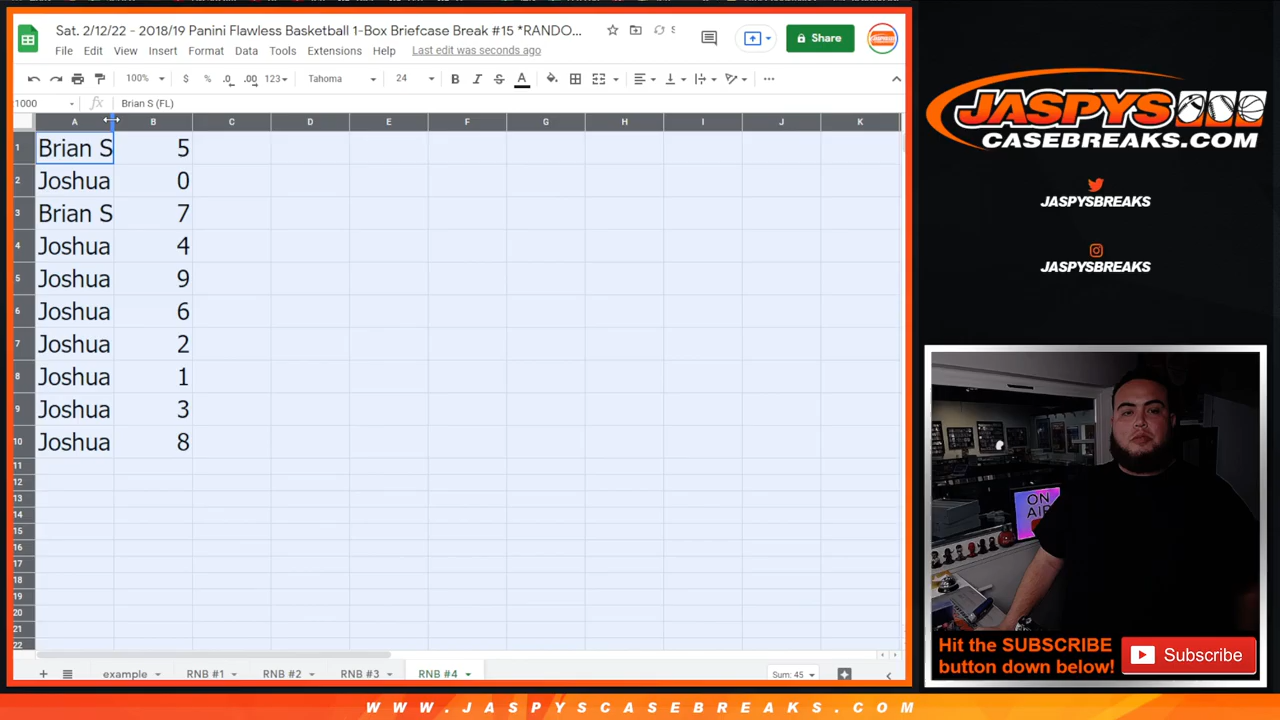 Sat. 2/12/22 - 2018/19 Panini Flawless Basketball 1-Box Briefcase Break #15 *RANDO...
S
Share
File Edit View Insert Format Data Tools Extensions Help Last edit was seconds ago
100% $ % .0 .00 123 Tahoma 24 B I S A
1000 fx Brian S (FL)
A B C D E F G H I J K
1 Brian S 5
2 Joshua 0
3 Brian S 7
4 Joshua 4
5 Joshua 9
6 Joshua 6
7 Joshua 2
8 Joshua 1
9 Joshua 3
10 Joshua 8
11
12
13
14
15
16
17
18
19
20
21
22
+ example RNB #1 RNB #2 RNB #3 RNB #4 Sum: 45
JASPYS
CASEBREAKS.COM
JASPYSBREAKS
JASPYSBREAKS
ON
AIR
Hit the SUBSCRIBE
button down below!
Subscribe
WWW.JASPYSCASEBREAKS.COM